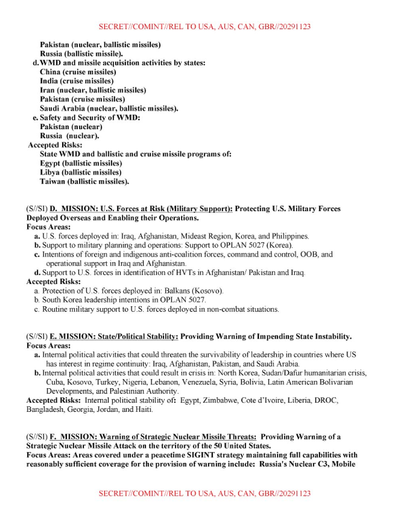 SECRET//COMINT//REL TO USA, AUS, CAN, GBR//20291123
Pakistan (nuclear, ballistic missiles)
Russia (ballistic missile).
d. WMD and missile acquisition activities by states:
China (cruise missiles)
India (cruise missiles)
Iran (nuclear, ballistic missiles)
Pakistan (cruise missiles)
Saudi Arabia (nuclear, ballistic missiles).
e. Safety and Security of WMD:
Pakistan (nuclear)
Russia (nuclear).
Accepted Risks:
State WMD and ballistic and cruise missile programs of:
Egypt (ballistic missiles)
Libya (ballistic missiles)
Taiwan (ballistic missiles).
(S//SI) D. MISSION: U.S. Forces at Risk (Military Support): Protecting U.S. Military Forces
Deployed Overseas and Enabling their Operations.
Focus Areas:
a. U.S. forces deployed in: Iraq, Afghanistan, Mideast Region, Korea, and Philippines.
b. Support to military planning and operations: Support to OPLAN 5027 (Korea).
c. Intentions of foreign and indigenous anti-coalition forces, command and control, OOB, and
operational support in Iraq and Afghanistan.
d. Support to U.S. forces in identification of HVTs in Afghanistan/ Pakistan and Iraq.
Accepted Risks:
a. Protection of U.S. forces deployed in: Balkans (Kosovo).
b. South Korea leadership intentions in OPLAN 5027.
c. Routine military support to U.S. forces deployed in non-combat situations.
(S//SI) E. MISSION: State/Political Stability: Providing Warning of Impending State Instability.
Focus Areas:
a. Internal political activities that could threaten the survivability of leadership in countries where US
has interest in regime continuity: Iraq, Afghanistan, Pakistan, and Saudi Arabia.
b. Internal political activities that could result in crisis in: North Korea, Sudan/Dafur humanitarian crisis,
Cuba, Kosovo, Turkey, Nigeria, Lebanon, Venezuela, Syria, Bolivia, Latin American Bolivarian
Developments, and Palestinian Authority.
Accepted Risks: Internal political stability of: Egypt, Zimbabwe, Cote d'Ivoire, Liberia, DROC,
Bangladesh, Georgia, Jordan, and Haiti.
(S//SI) F. MISSION: Warning of Strategic Nuclear Missile Threats: Providing Warning of a
Strategic Nuclear Missile Attack on the territory of the 50 United States.
Focus Areas: Areas covered under a peacetime SIGINT strategy maintaining full capabilities with
reasonably sufficient coverage for the provision of warning include: Russia's Nuclear C3, Mobile
SECRET//COMINT//REL TO USA, AUS, CAN, GBR//20291123